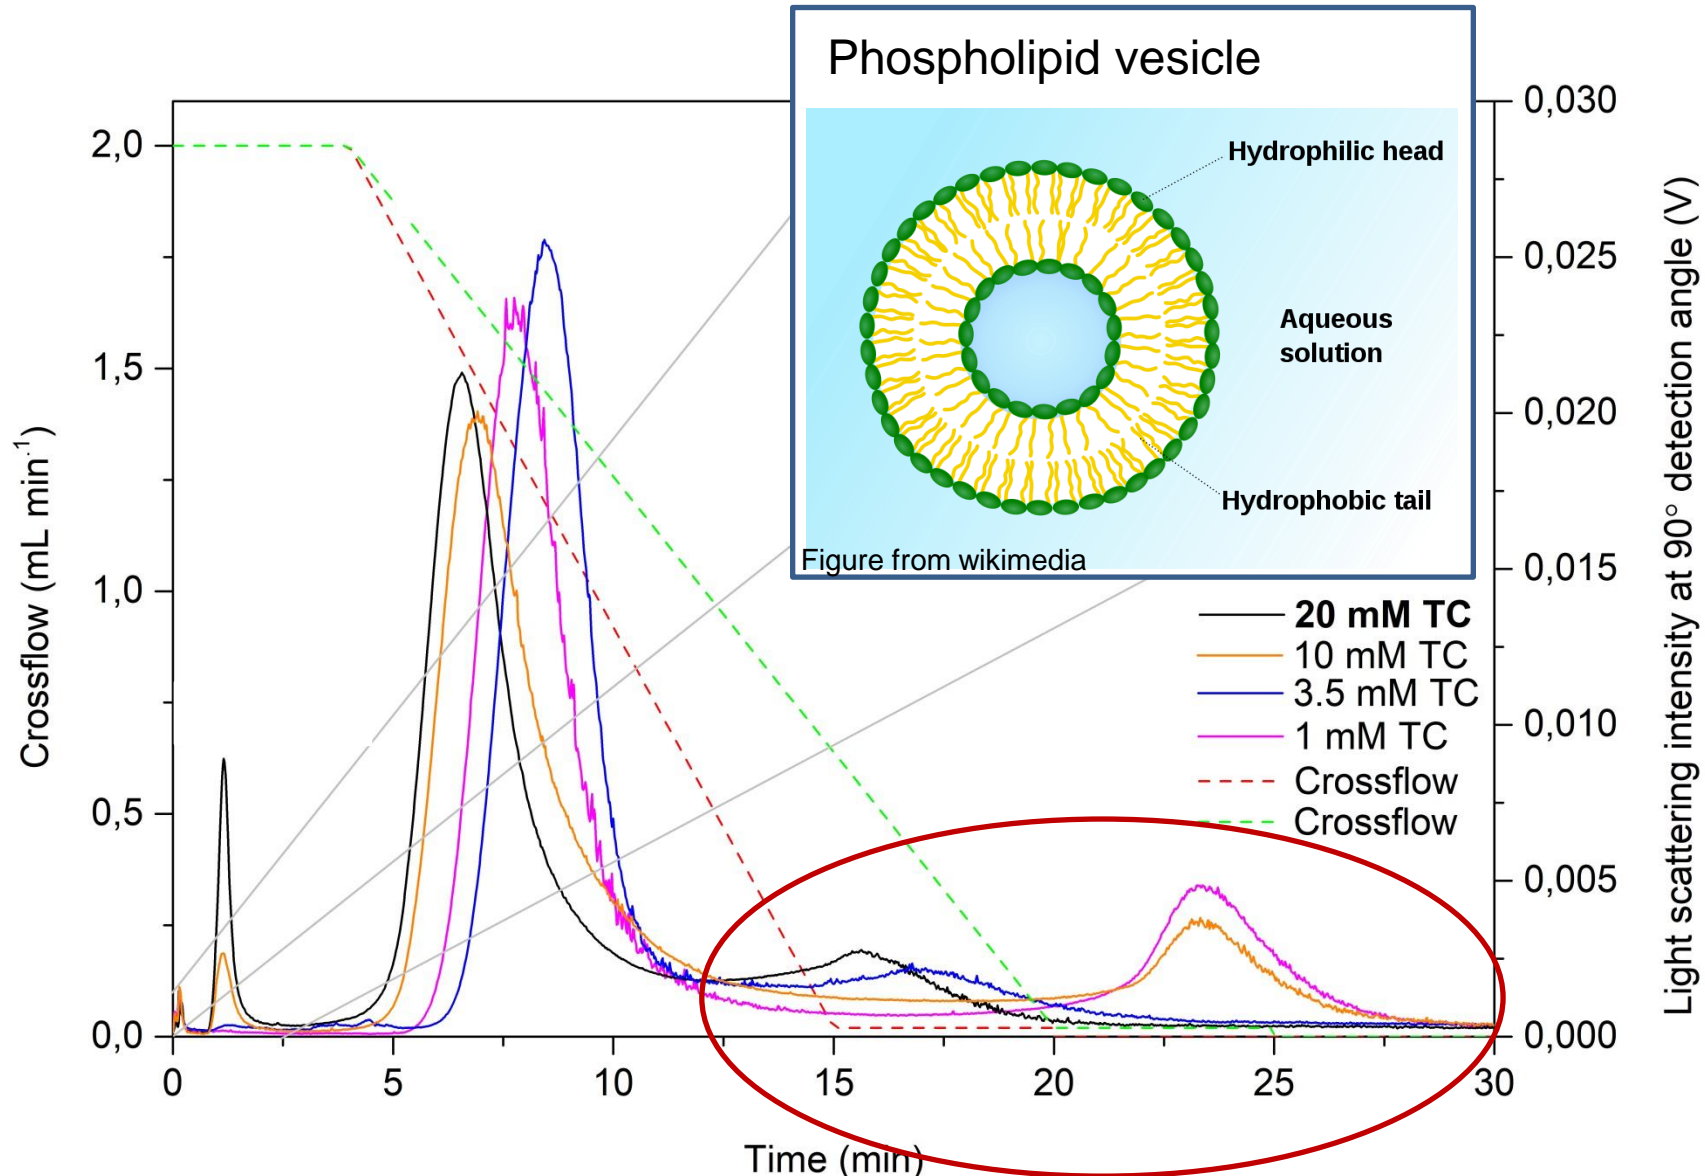 Phospholipid vesicle
Hydrophilic head
Aqueous
solution
Hydrophobic tail
Figure from wikimedia
Crossflow (mL min-1)
2,0
1,5
1,0
0,5
0,0
0,030
0,025
0,020
0,015
0,010
0,005
0,000
Light scattering intensity at 90° detection angle (V)
20 mM TC
10 mM TC
3.5 mM TC
1 mM TC
Crossflow
Crossflow
0 5 10 15 20 25 30
Time (min)